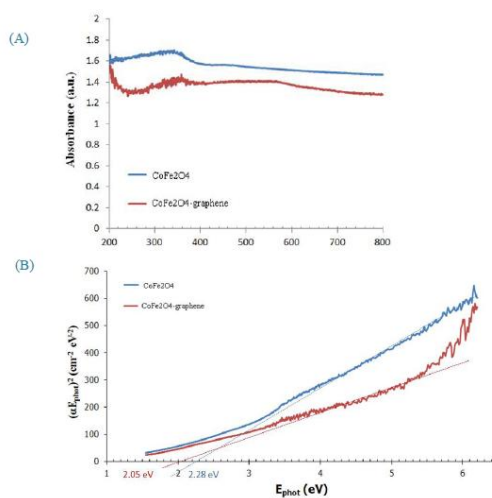 (A)
Absorbance (a.u.)
1.8
1.6
1.4
1.2
1
0.8
0.6
0.4
0.2
0
CoFe2O4
CoFe2O4-graphene
200 300 400 500 600 700 800
(B)
(αEphot)² (cm⁻² eV⁻²)
700
600
500
400
300
200
100
0
CoFe2O4
CoFe2O4-graphene
1 2 3 4 5 6
2.05 eV 2.28 eV
Ephot (eV)